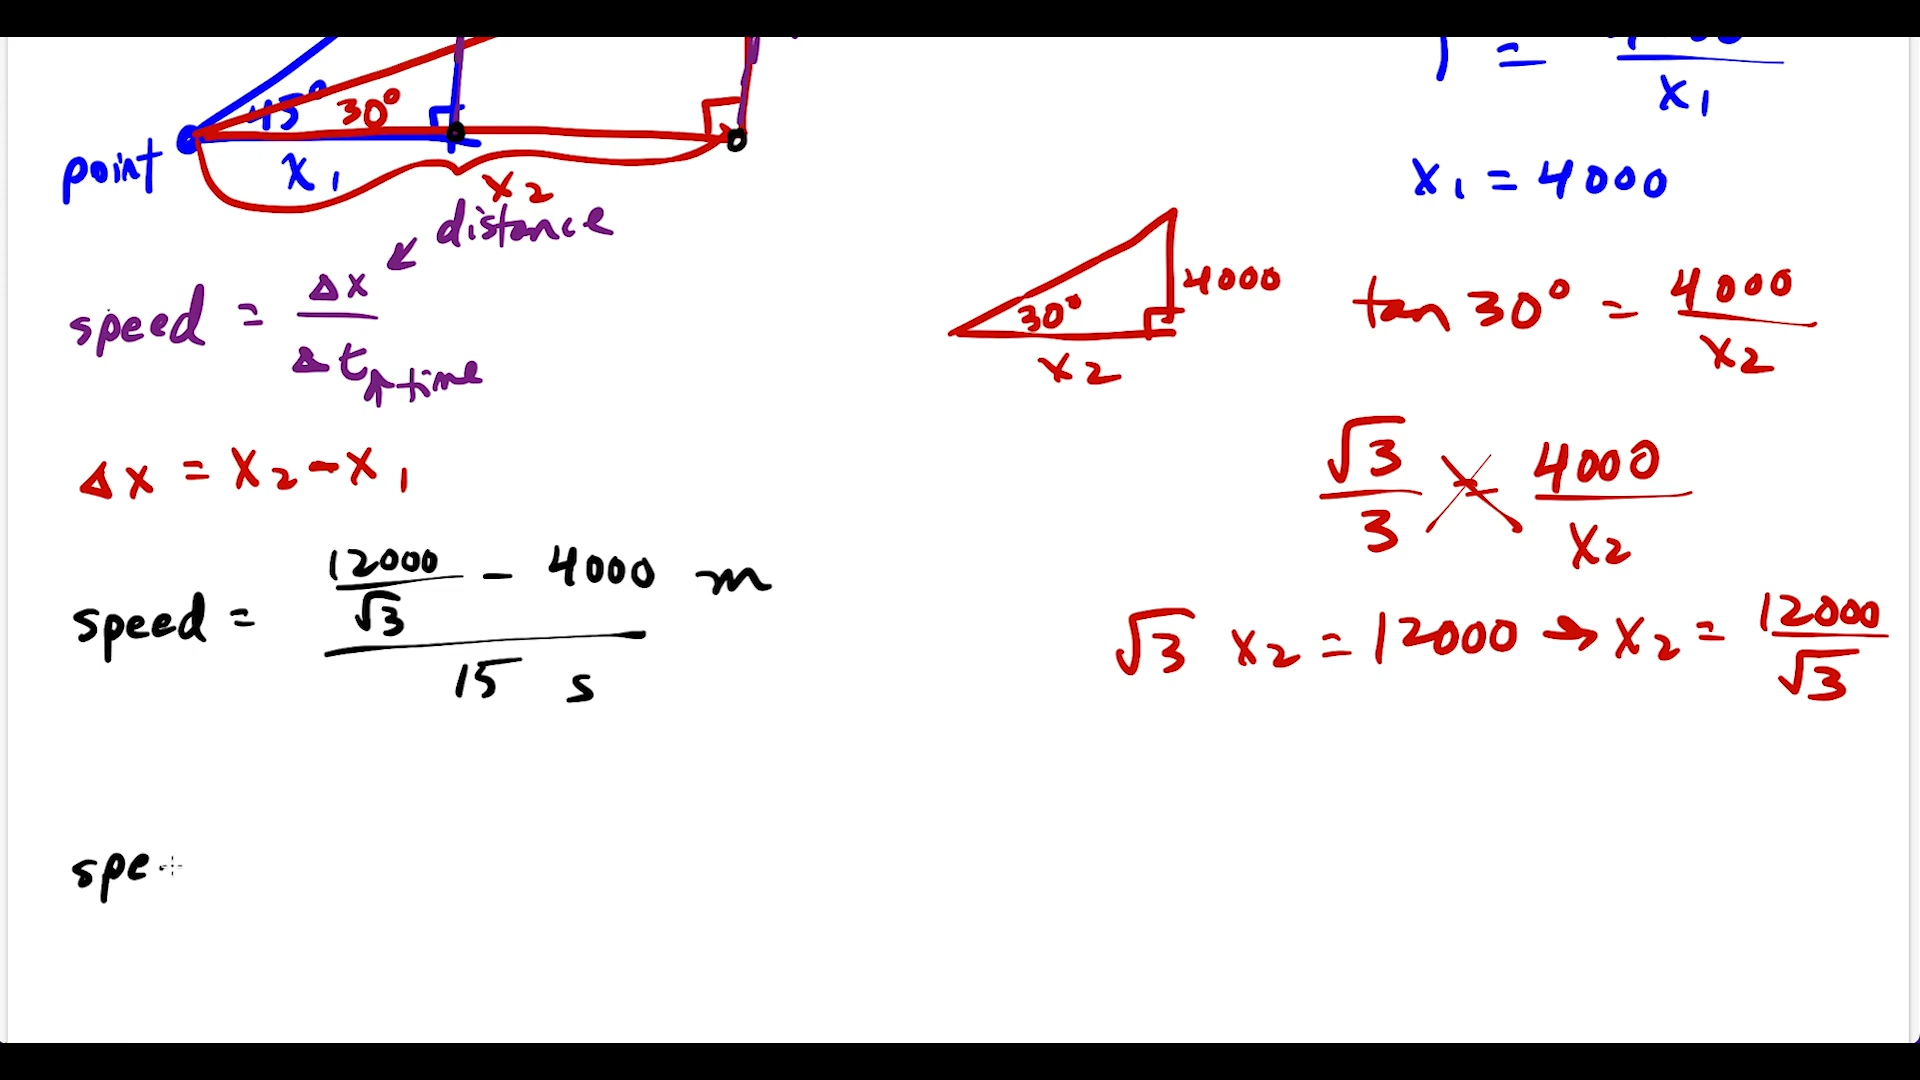 45° 30°
point x₁ x₂
distance
speed = Δx / Δt
time
Δx = x₂ - x₁
speed = (12000/√3 - 4000 m) / 15 s
spe
x₁
x₁ = 4000
30° 4000 x₂
tan 30° = 4000 / x₂
√3 / 3 = 4000 / x₂
√3 x₂ = 12000 → x₂ = 12000 / √3